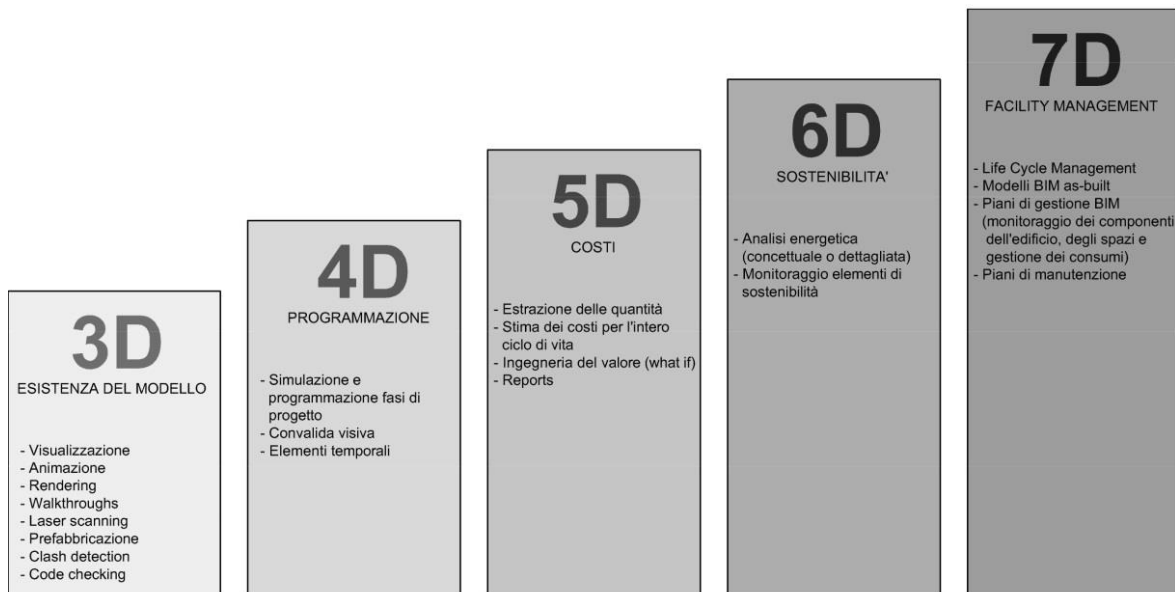 3D
ESISTENZA DEL MODELLO
- Visualizzazione
- Animazione
- Rendering
- Walkthroughs
- Laser scanning
- Prefabbricazione
- Clash detection
- Code checking
4D
PROGRAMMAZIONE
- Simulazione e
programmazione fasi di
progetto
- Convalida visiva
- Elementi temporali
5D
COSTI
- Estrazione delle quantità
- Stima dei costi per l'intero
ciclo di vita
- Ingegneria del valore (what if)
- Reports
6D
SOSTENIBILITA'
- Analisi energetica
(concettuale o dettagliata)
- Monitoraggio elementi di
sostenibilità
7D
FACILITY MANAGEMENT
- Life Cycle Management
- Modelli BIM as-built
- Piani di gestione BIM
(monitoraggio dei componenti
dell'edificio, degli spazi e
gestione dei consumi)
- Piani di manutenzione